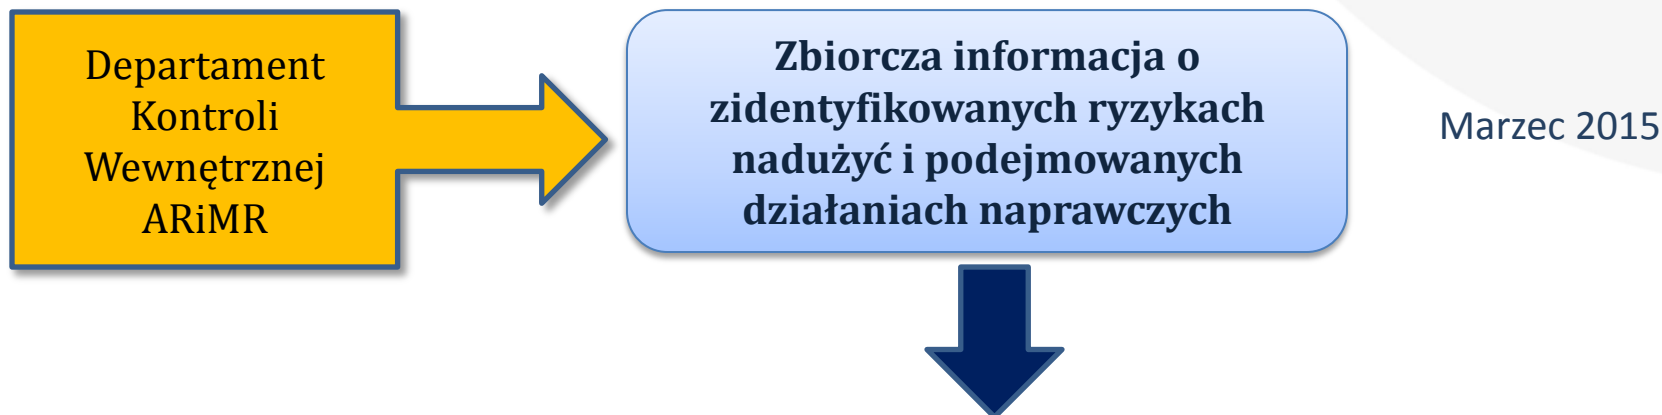 Departament
Kontroli
Wewnętrznej
ARiMR
Zbiorcza informacja o
zidentyfikowanych ryzykach
nadużyć i podejmowanych
działaniach naprawczych
Marzec 2015